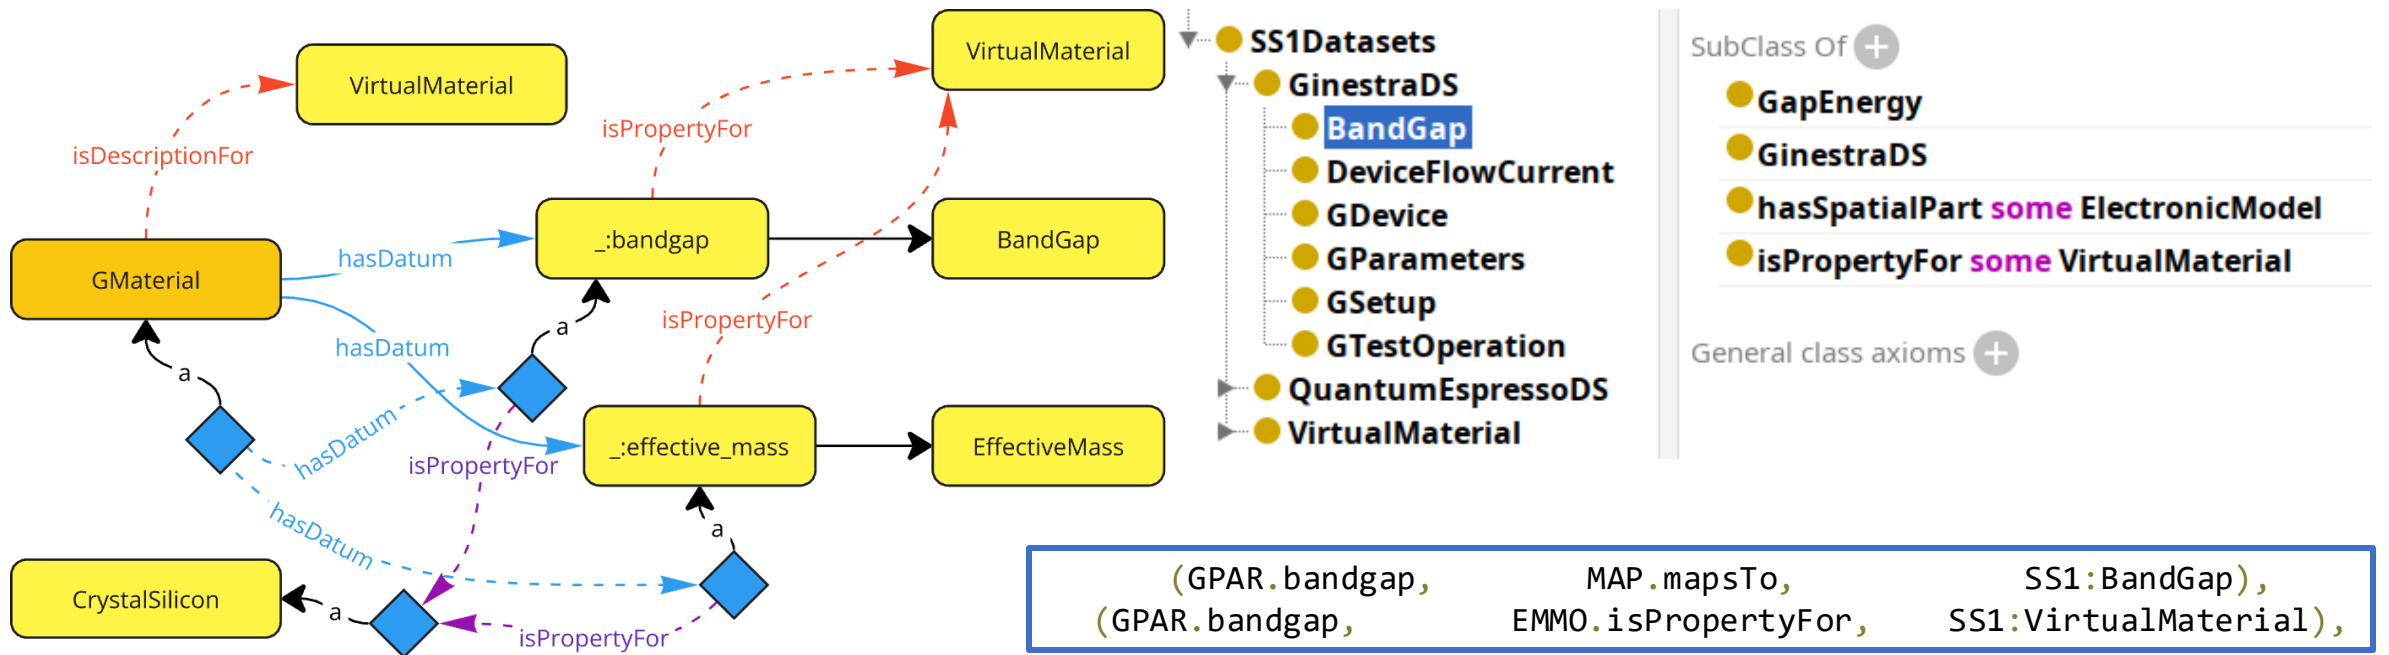 VirtualMaterial
VirtualMaterial
isDescriptionFor
isPropertyFor
GMaterial
hasDatum
_:bandgap
BandGap
isPropertyFor
a
hasDatum
a
hasDatum
isPropertyFor
_:effective_mass
EffectiveMass
hasDatum
a
CrystalSilicon
a
isPropertyFor
SS1Datasets
GinestraDS
BandGap
DeviceFlowCurrent
GDevice
GParameters
GSetup
GTestOperation
QuantumEspressoDS
VirtualMaterial
SubClass Of +
GapEnergy
GinestraDS
hasSpatialPart some ElectronicModel
isPropertyFor some VirtualMaterial
General class axioms +
(GPAR.bandgap, MAP.mapsTo, SS1:BandGap),
(GPAR.bandgap, EMMO.isPropertyFor, SS1:VirtualMaterial),